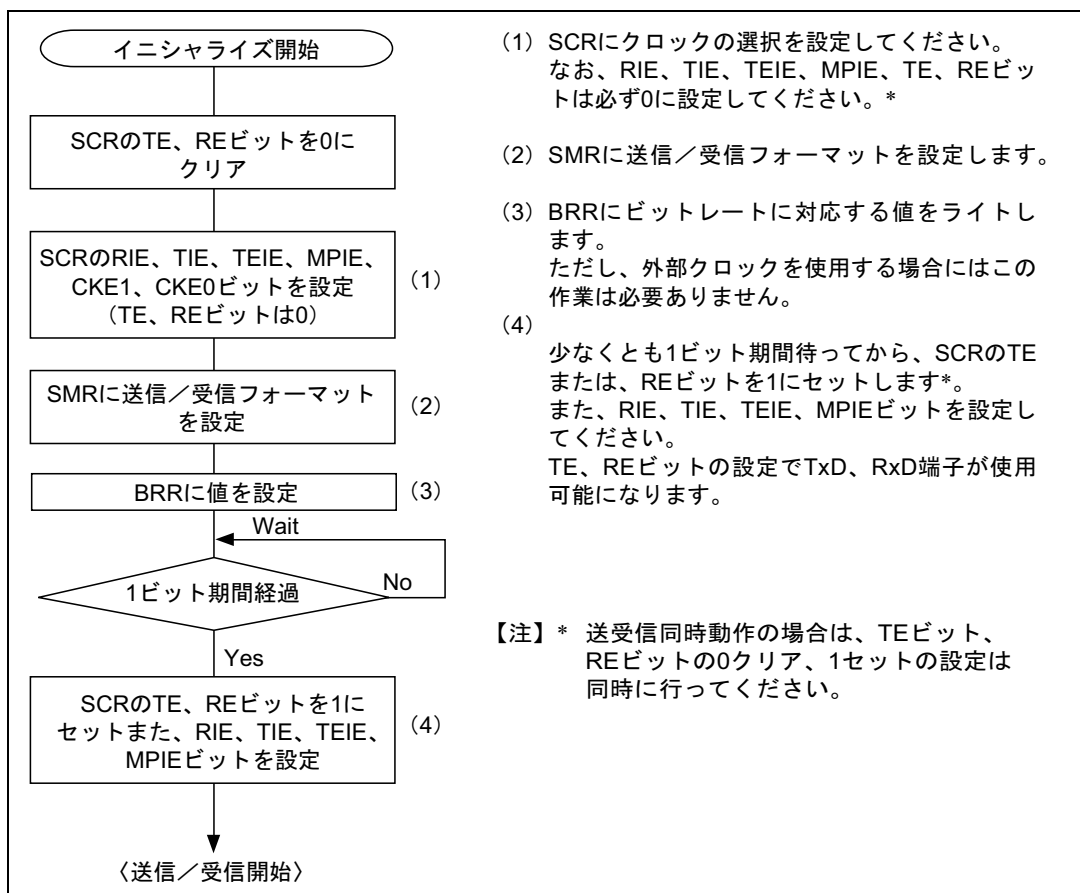 イニシャライズ開始
SCRのTE、REビットを0に
クリア
SCRのRIE、TIE、TEIE、MPIE、
CKE1、CKE0ビットを設定
（TE、REビットは0）
（1）
SMRに送信／受信フォーマット
を設定
（2）
BRRに値を設定
（3）
Wait
1ビット期間経過
No
Yes
SCRのTE、REビットを1に
セットまた、RIE、TIE、TEIE、
MPIEビットを設定
（4）
〈送信／受信開始〉
（1）SCRにクロックの選択を設定してください。
なお、RIE、TIE、TEIE、MPIE、TE、REビッ
トは必ず0に設定してください。*
（2）SMRに送信／受信フォーマットを設定します。
（3）BRRにビットレートに対応する値をライトし
ます。
ただし、外部クロックを使用する場合にはこの
作業は必要ありません。
（4）
少なくとも1ビット期間待ってから、SCRのTE
または、REビットを1にセットします*。
また、RIE、TIE、TEIE、MPIEビットを設定し
てください。
TE、REビットの設定でTxD、RxD端子が使用
可能になります。
【注】* 送受信同時動作の場合は、TEビット、
REビットの0クリア、1セットの設定は
同時に行ってください。